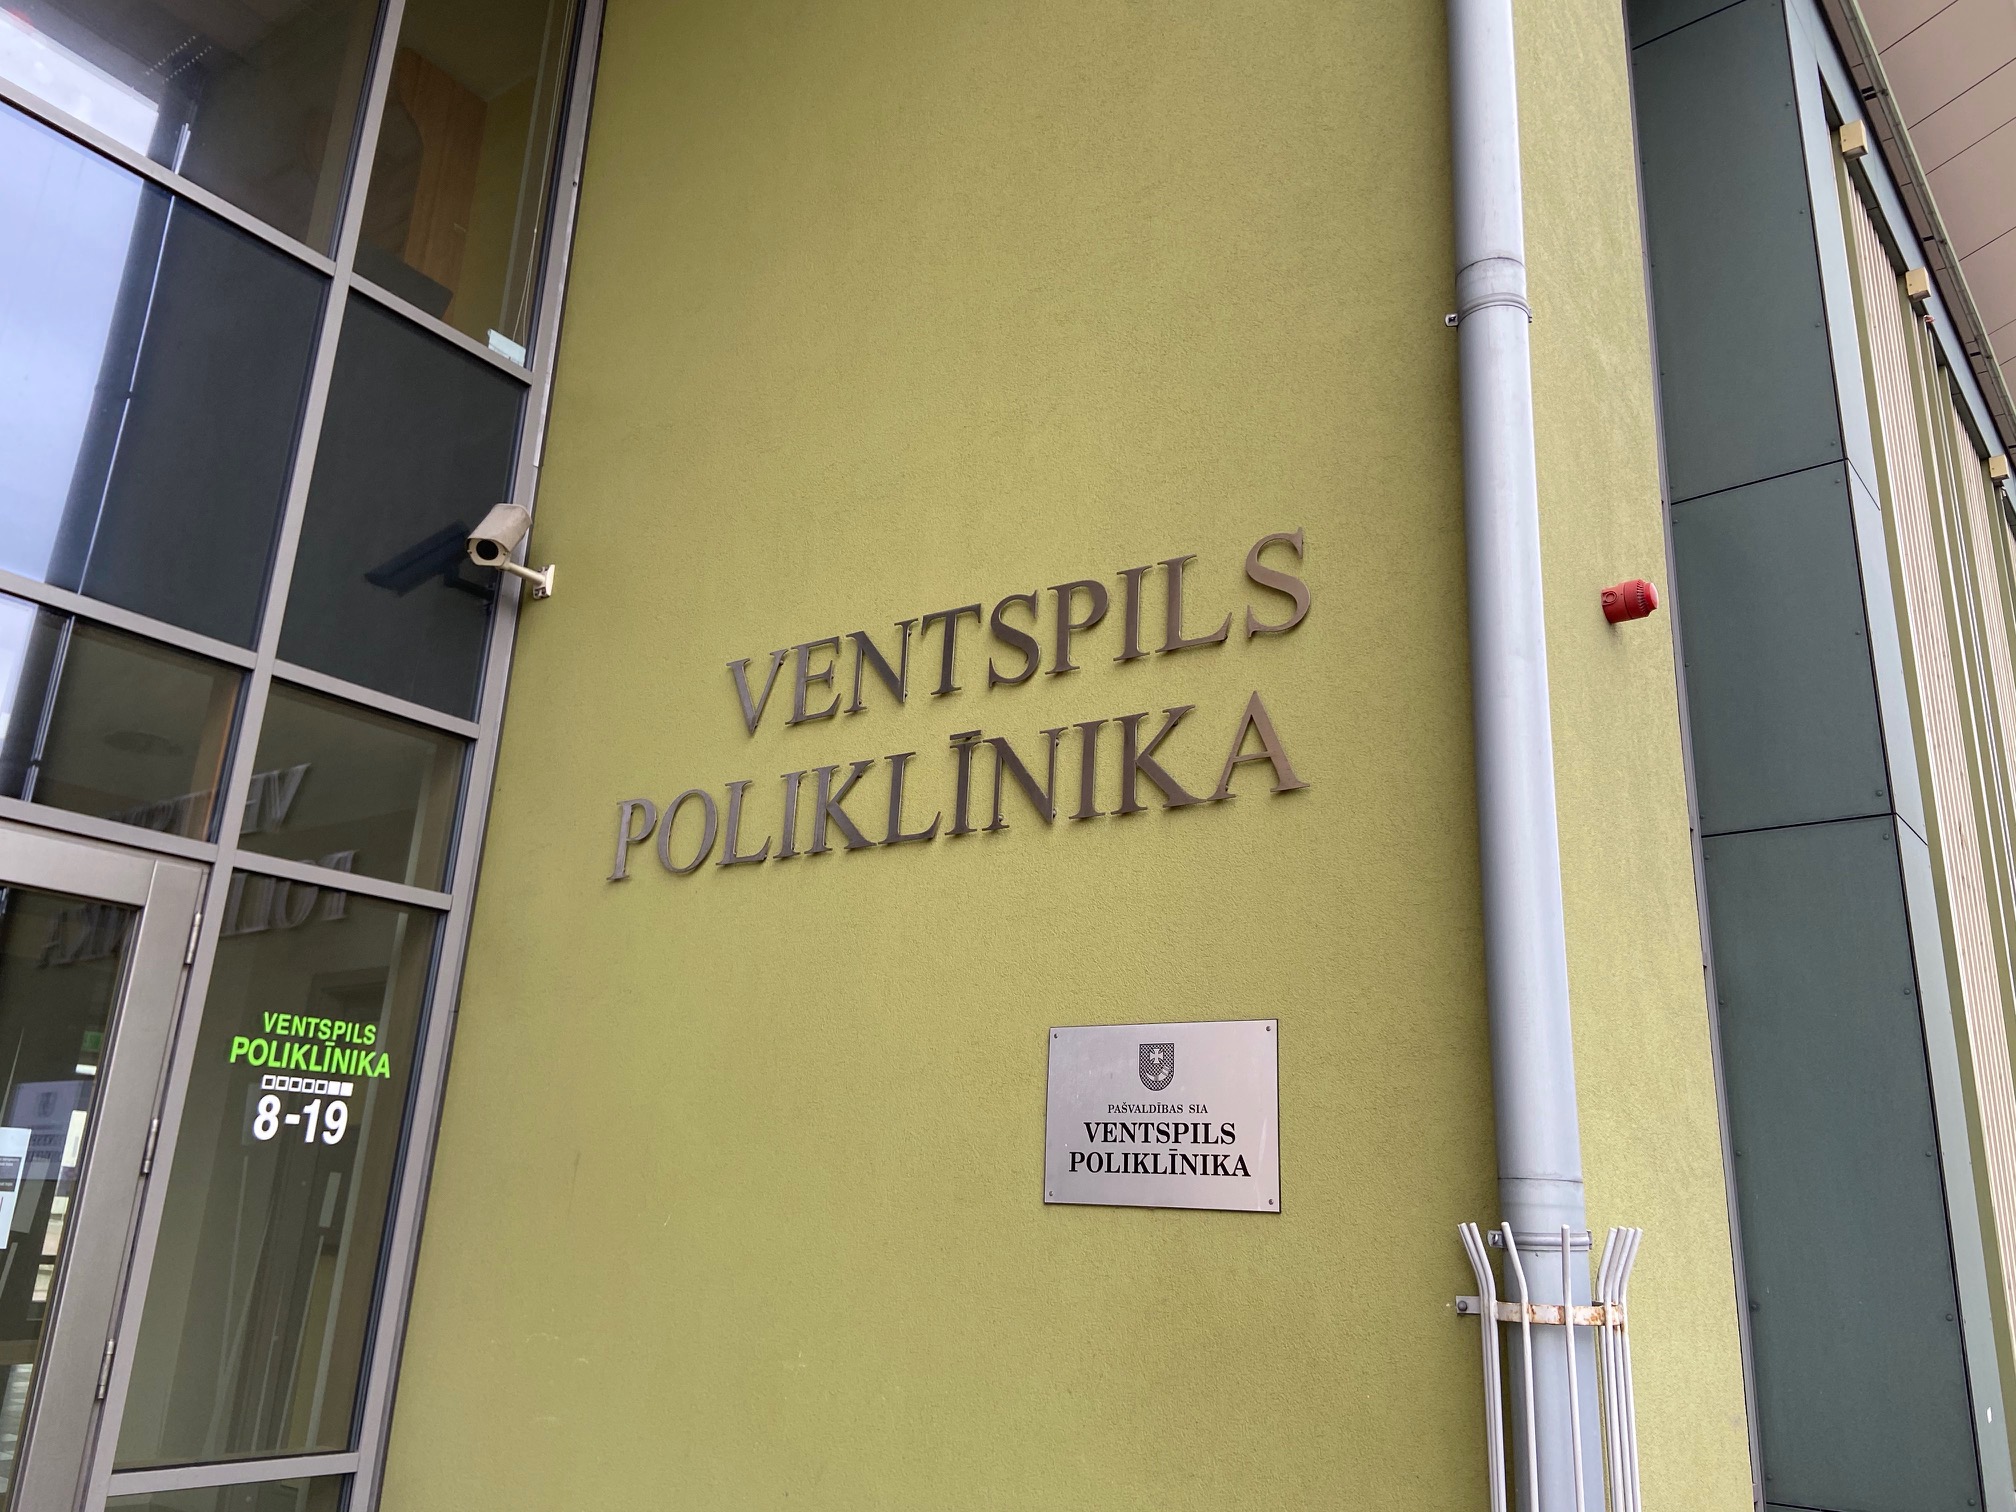 VENTSPILS
POLIKLĪNIKA
VENTSPILS
POLIKLĪNIKA
8-19
PAŠVALDĪBAS SIA
VENTSPILS
POLIKLĪNIKA